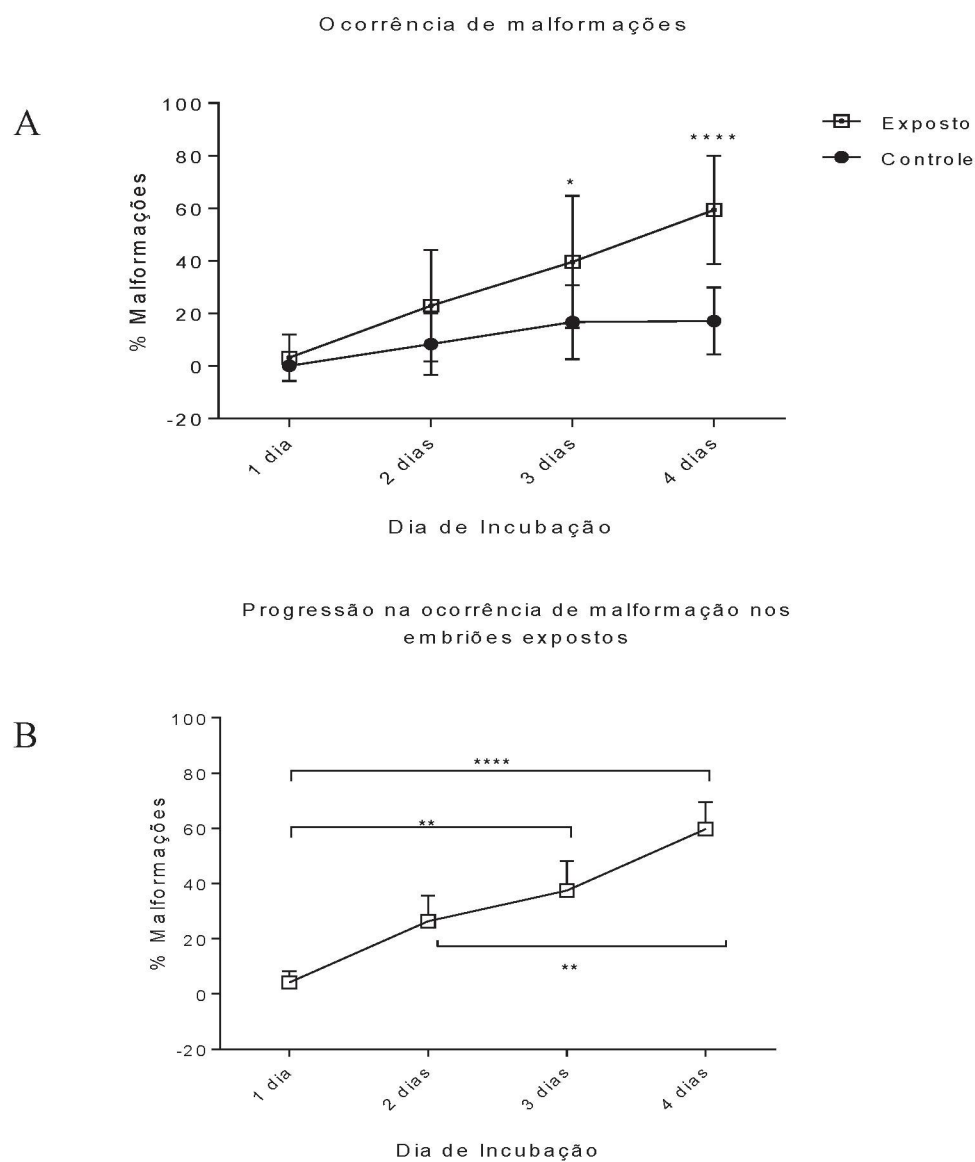 Ocorrência de malformações
A
% Malformações
100
80
60
40
20
0
-20
*
****
Exposto
Controle
1 dia
2 dias
3 dias
4 dias
Dia de Incubação
Progressão na ocorrência de malformação nos
embriões expostos
B
% Malformações
100
80
60
40
20
0
-20
****
**
**
1 dia
2 dias
3 dias
4 dias
Dia de Incubação